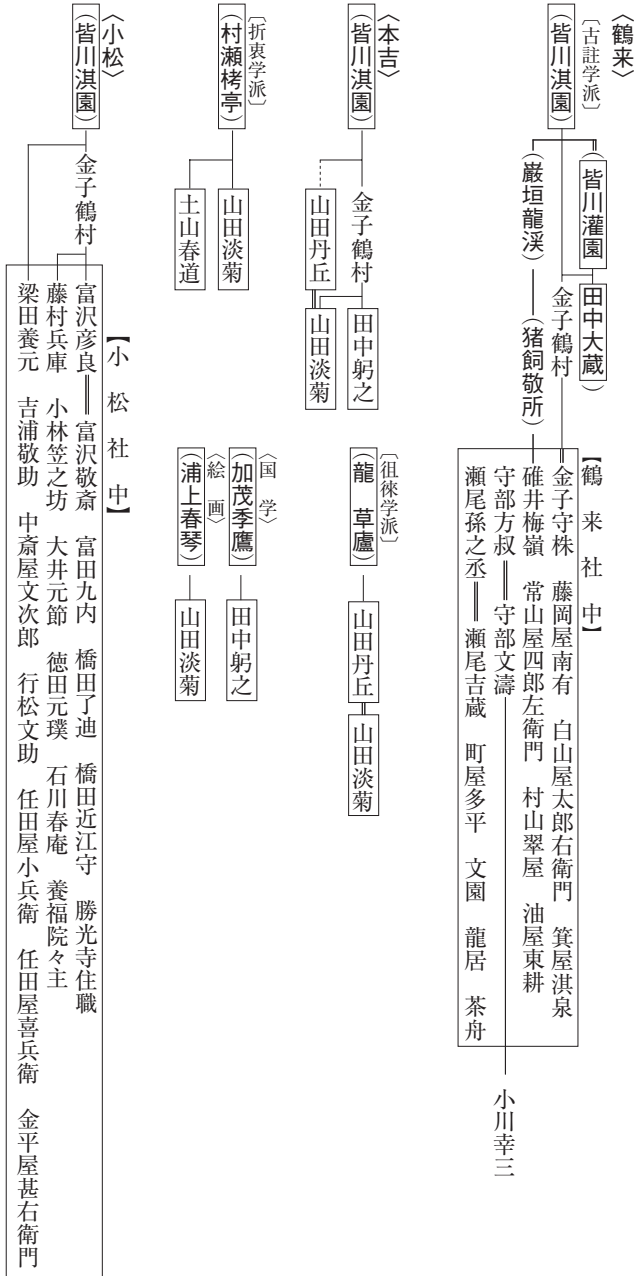 〈鶴来〉
〔古註学派〕
（皆川淇園）
（皆川灌園　田中大蔵）
金子鶴村
（巌垣龍渓）
（猪飼敬所）
【鶴来社中】
金子守株　藤岡屋南有　白山屋太郎右衛門　箕屋淇泉
碓井梅嶺　常山屋四郎左衛門　村山翠屋　油屋東耕
守部方叔　守部文濤
瀬尾孫之丞　瀬尾吉蔵　町屋多平　文園　龍居　茶舟
小川幸三
〈本吉〉
（皆川淇園）
金子鶴村
田中躬之
山田丹丘
山田淡菊
〔徂徠学派〕
（龍　草廬）
山田丹丘
山田淡菊
〔折衷学派〕
（村瀬栲亭）
山田淡菊
土山春道
〈国学〉
（加茂季鷹）
田中躬之
〈絵画〉
（浦上春琴）
山田淡菊
〈小松〉
（皆川淇園）
金子鶴村
【小松社中】
富沢彦良　富沢敬斎　富田九内　橋田了迪　橋田近江守　勝光寺住職
藤村兵庫　小林笠之坊　大井元節　徳田元璞　石川春庵　養福院々主
梁田養元　吉浦敬助　中斎屋文次郎　行松文助　任田屋小兵衛　任田屋喜兵衛　金平屋甚右衛門